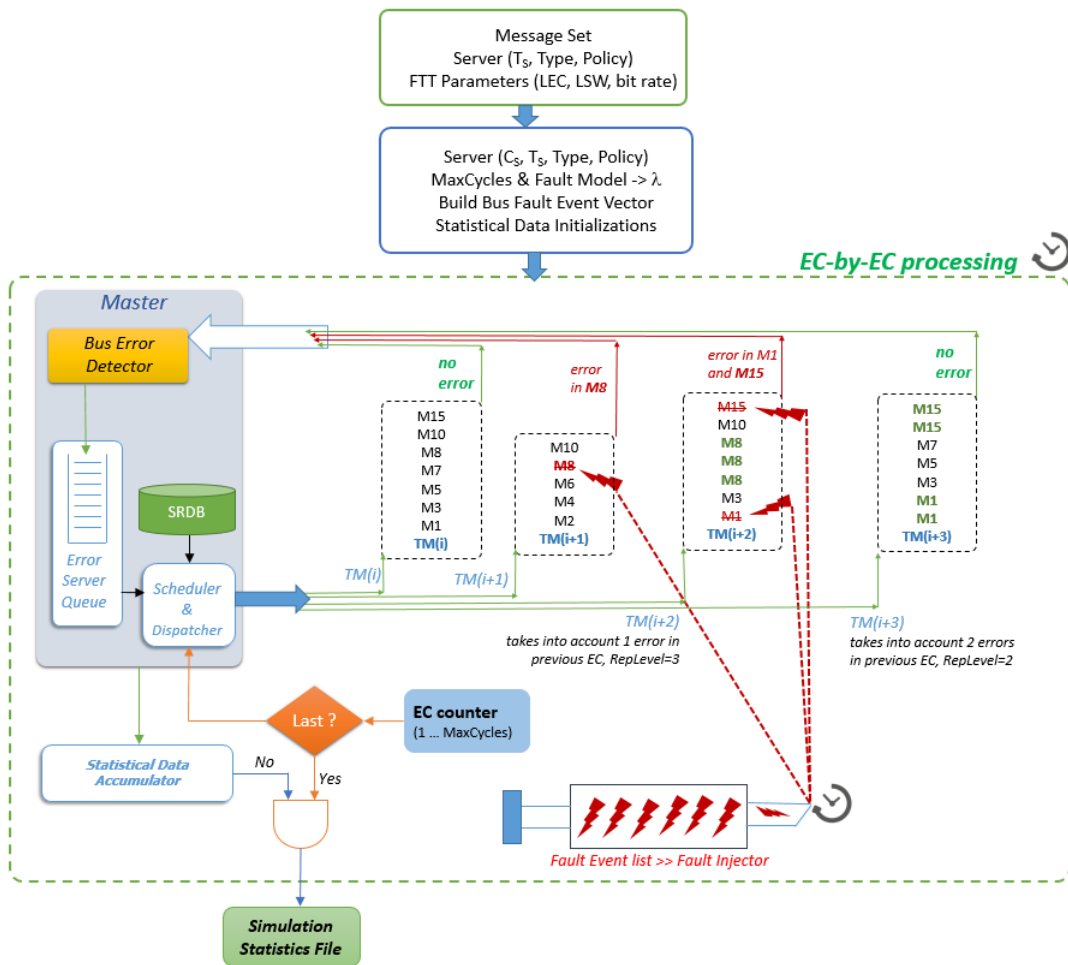 Message Set
Server (TS, Type, Policy)
FTT Parameters (LEC, LSW, bit rate)
Server (CS, TS, Type, Policy)
MaxCycles & Fault Model -> λ
Build Bus Fault Event Vector
Statistical Data Initializations
EC-by-EC processing
Master
Bus Error
Detector
Error
Server
Queue
SRDB
Scheduler
&
Dispatcher
no
error
M15
M10
M8
M7
M5
M3
M1
TM(i)
error
in M8
M10
M8
M6
M4
M2
TM(i+1)
error in M1
and M15
M15
M10
M8
M8
M8
M3
M1
TM(i+2)
no
error
M15
M15
M7
M5
M3
M1
M1
TM(i+3)
TM(i)
TM(i+1)
TM(i+2)
takes into account 1 error in
previous EC, RepLevel=3
TM(i+3)
takes into account 2 errors
in previous EC, RepLevel=2
Last ?
EC counter
(1 ... MaxCycles)
Statistical Data
Accumulator
No
Yes
Fault Event list >> Fault Injector
Simulation
Statistics File